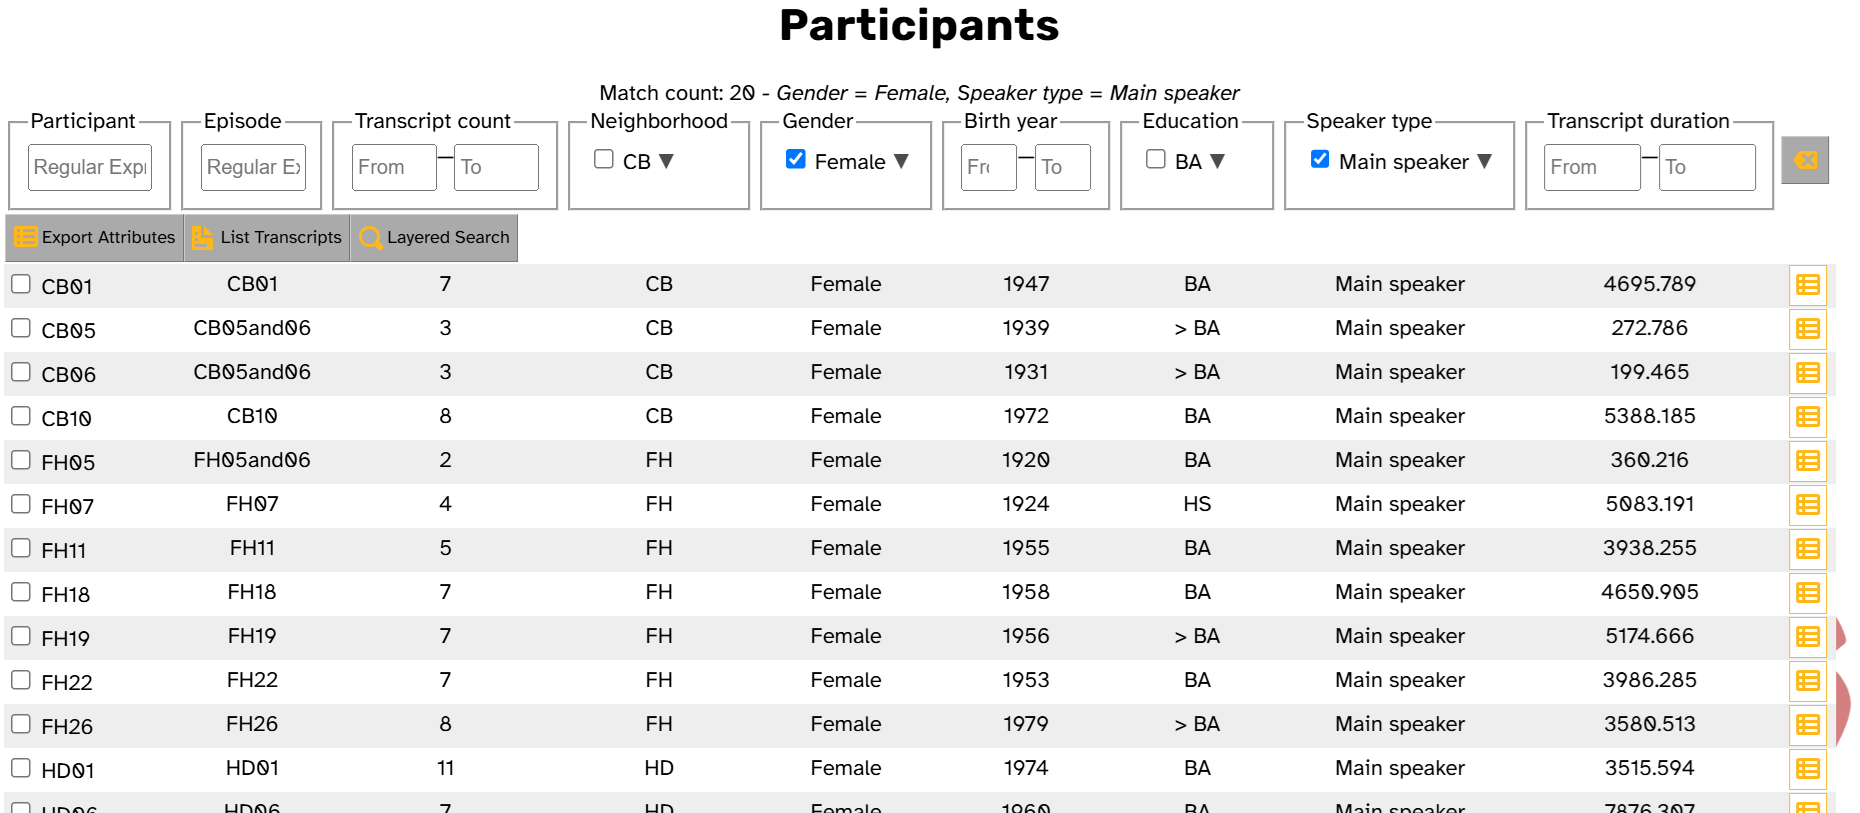 Participants
Match count: 20 - Gender = Female, Speaker type = Main speaker
Participant Episode Transcript count Neighborhood Gender Birth year Education Speaker type Transcript duration
Regular Expr Regular Ex From – To CB ▼ Female ▼ Fro – To BA ▼ Main speaker ▼ From – To
Export Attributes List Transcripts Layered Search
CB01 CB01 7 CB Female 1947 BA Main speaker 4695.789
CB05 CB05and06 3 CB Female 1939 > BA Main speaker 272.786
CB06 CB05and06 3 CB Female 1931 > BA Main speaker 199.465
CB10 CB10 8 CB Female 1972 BA Main speaker 5388.185
FH05 FH05and06 2 FH Female 1920 BA Main speaker 360.216
FH07 FH07 4 FH Female 1924 HS Main speaker 5083.191
FH11 FH11 5 FH Female 1955 BA Main speaker 3938.255
FH18 FH18 7 FH Female 1958 BA Main speaker 4650.905
FH19 FH19 7 FH Female 1956 > BA Main speaker 5174.666
FH22 FH22 7 FH Female 1953 BA Main speaker 3986.285
FH26 FH26 8 FH Female 1979 > BA Main speaker 3580.513
HD01 HD01 11 HD Female 1974 BA Main speaker 3515.594
HD06 HD06 7 HD Female 1960 BA Main speaker 7876.307